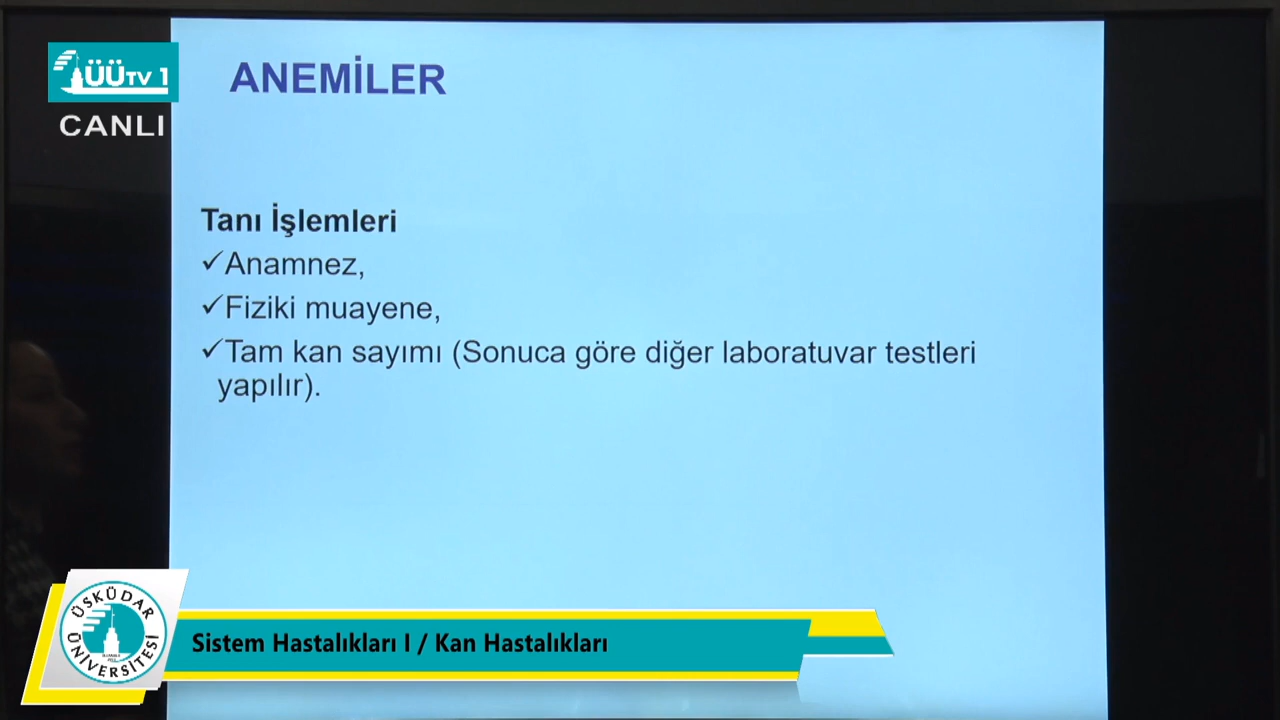 ÜÜTV 1
CANLI
ANEMİLER
Tanı İşlemleri
✓Anamnez,
✓Fiziki muayene,
✓Tam kan sayımı (Sonuca göre diğer laboratuvar testleri
yapılır).
ÜSKÜDAR
ÜNİVERSİTESİ
Sistem Hastalıkları I / Kan Hastalıkları